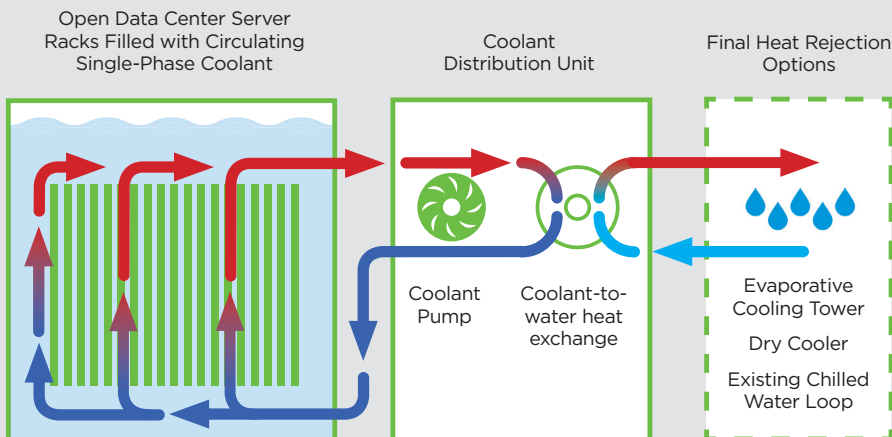 Open Data Center Server
Racks Filled with Circulating
Single-Phase Coolant
Coolant
Distribution Unit
Final Heat Rejection
Options
Coolant
Pump
Coolant-to-
water heat
exchange
Evaporative
Cooling Tower
Dry Cooler
Existing Chilled
Water Loop